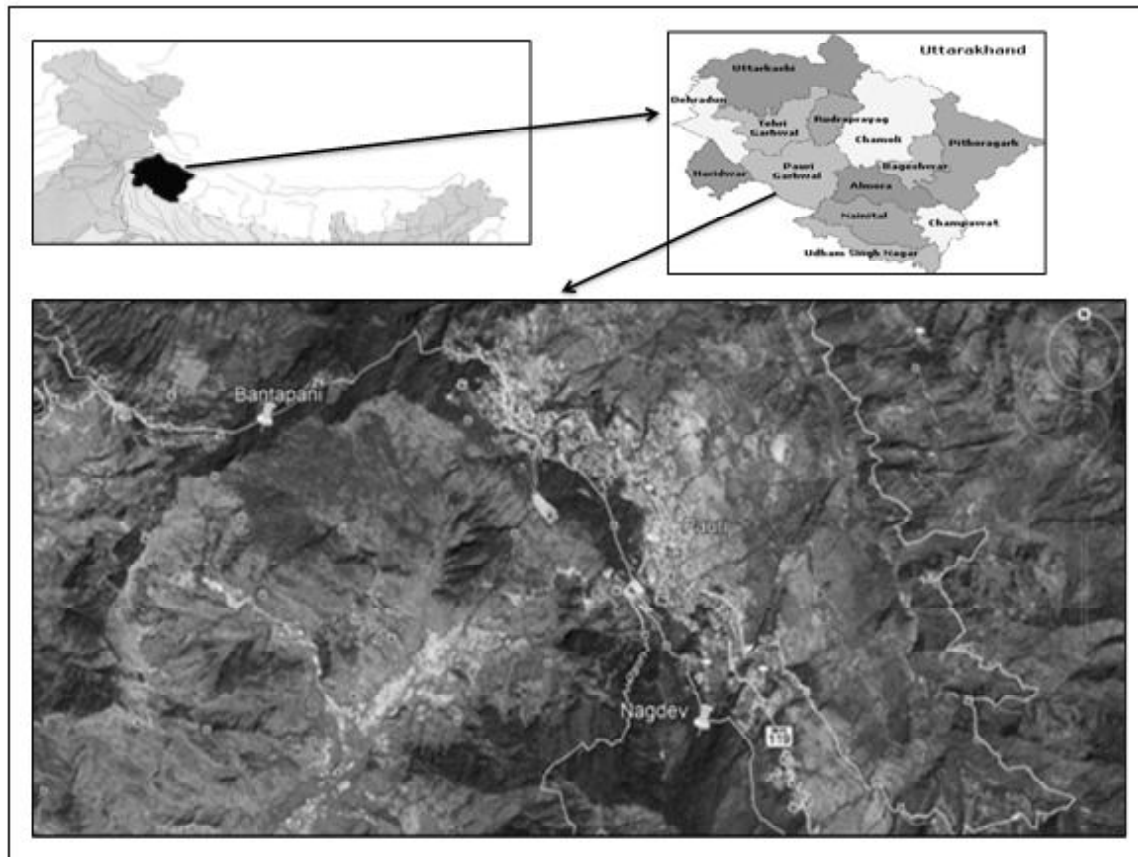 Uttarakhand
Uttarkashi
Dehradun
Tehri
Garhwal
Rudraprayag
Chamoli
Pithoragarh
Haridwar
Pauri
Garhwal
Bageshwar
Almora
Nainital
Champawat
Udham Singh Nagar
Bantapani
Pauri
Nagdev
119